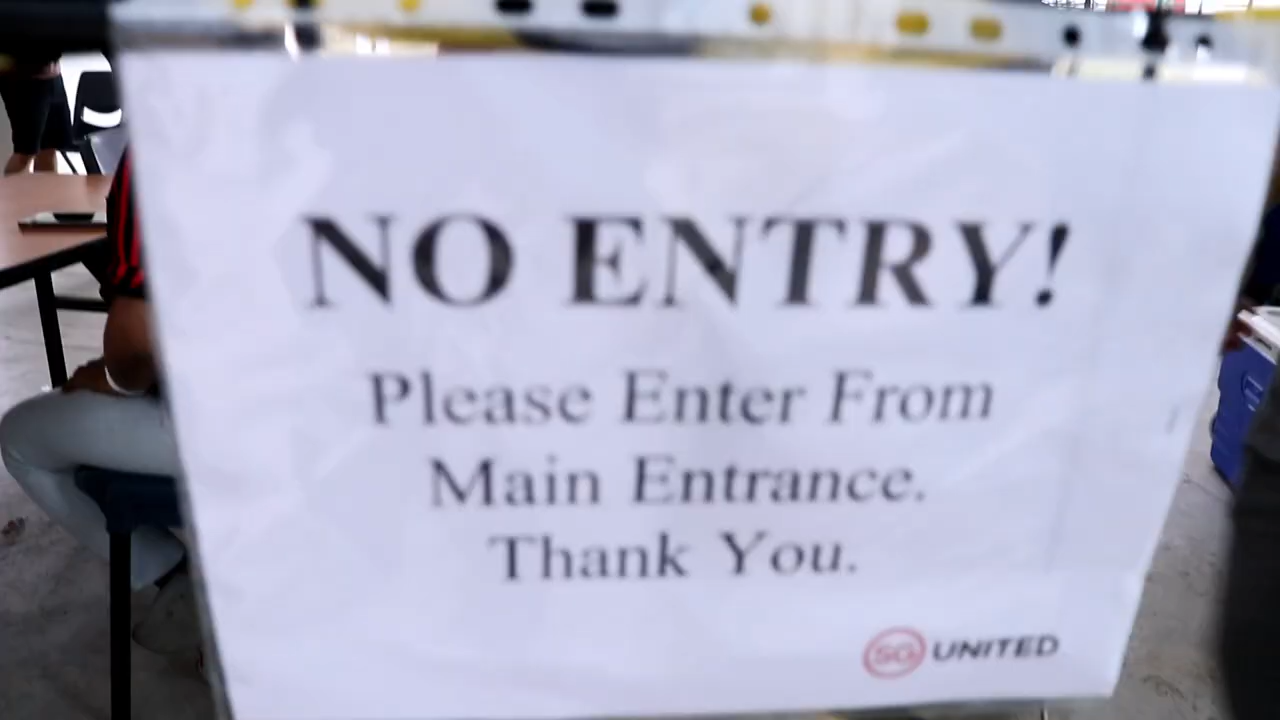 NO ENTRY!
Please Enter From
Main Entrance.
Thank You.
SG UNITED